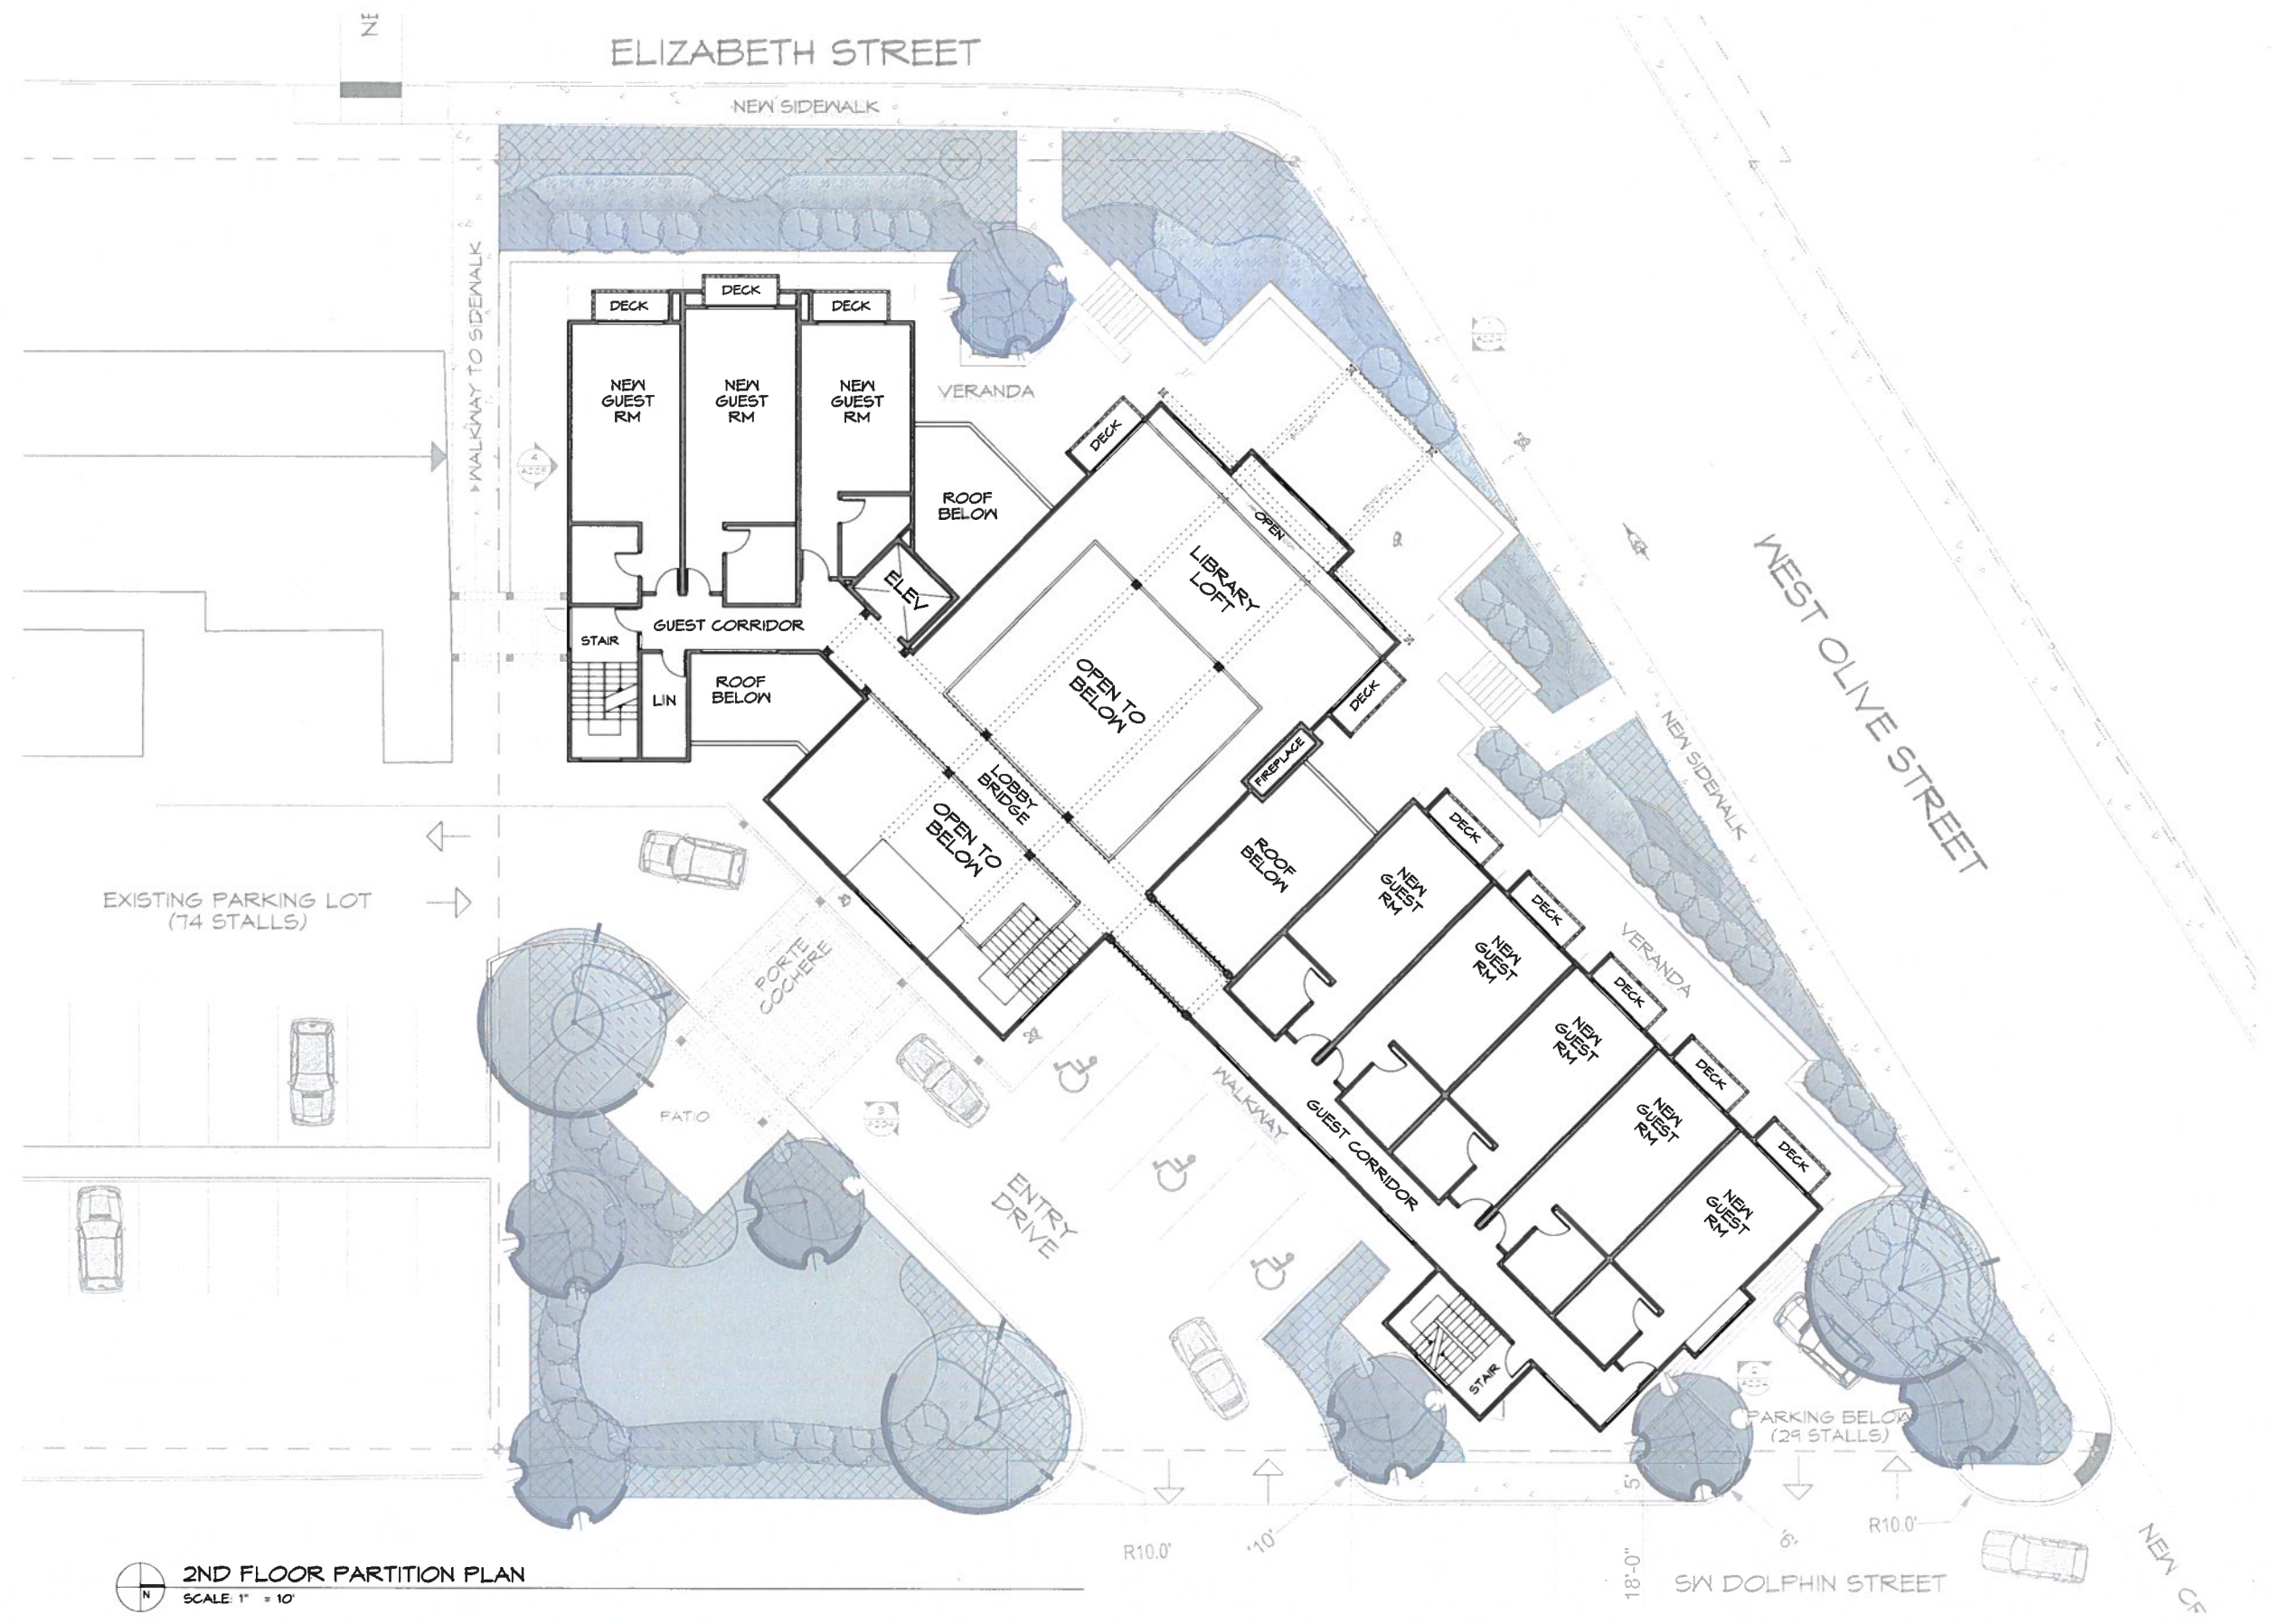 NE
ELIZABETH STREET
NEW SIDEWALK
WALKWAY TO SIDEWALK
DECK
DECK
DECK
NEW
GUEST
RM
NEW
GUEST
RM
NEW
GUEST
RM
VERANDA
4
ROOF
BELOW
DECK
OPEN
LIBRARY
LOFT
ELEV
GUEST CORRIDOR
STAIR
LIN
ROOF
BELOW
OPEN TO
BELOW
DECK
FIREPLACE
WEST OLIVE STREET
NEW SIDEWALK
LOBBY
BRIDGE
OPEN TO
BELOW
ROOF
BELOW
DECK
DECK
DECK
DECK
DECK
NEW
GUEST
RM
NEW
GUEST
RM
NEW
GUEST
RM
NEW
GUEST
RM
NEW
GUEST
RM
VERANDA
EXISTING PARKING LOT
(74 STALLS)
PORTE
COCHERE
PATIO
WALKWAY
GUEST CORRIDOR
ENTRY
DRIVE
STAIR
PARKING BELOW
(29 STALLS)
5'
R10.0'
'10'
'6'
R10.0'
18'-0"
SW DOLPHIN STREET
NEW CR
N
2ND FLOOR PARTITION PLAN
SCALE: 1" = 10'